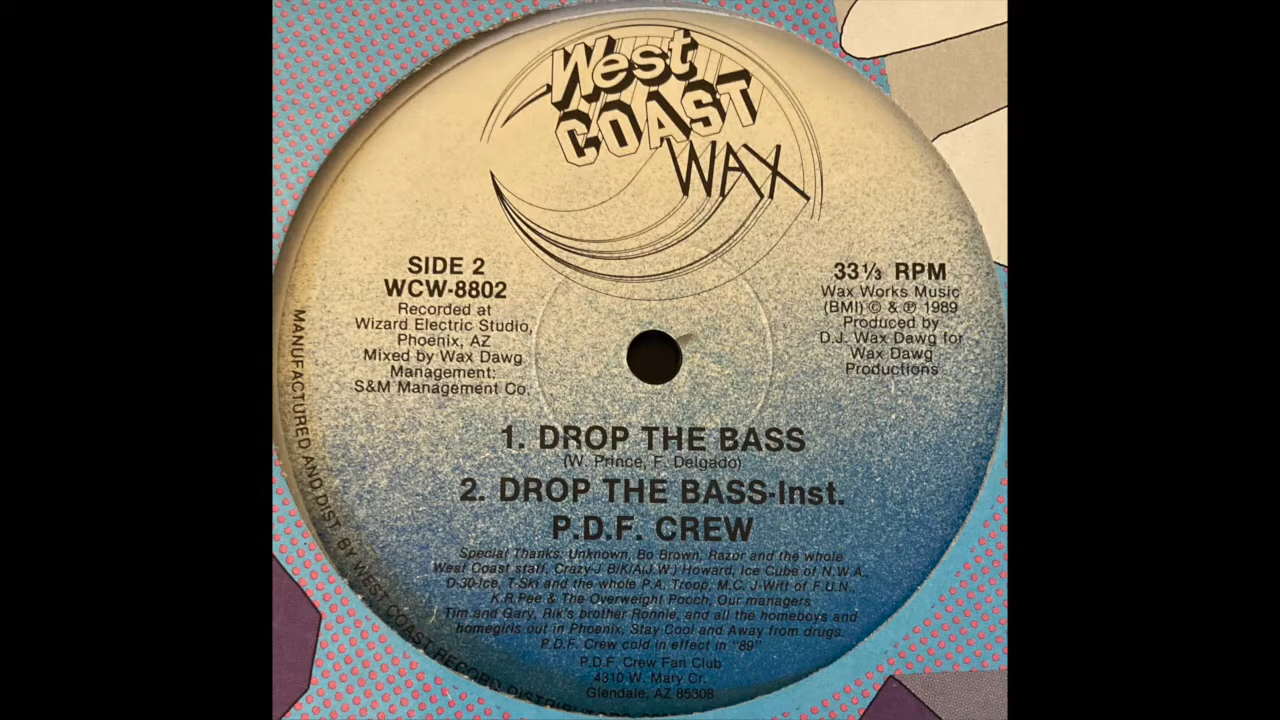 West
COAST
WAX
SIDE 2
WCW-8802
Recorded at
Wizard Electric Studio,
Phoenix, AZ
Mixed by Wax Dawg
Management:
S&M Management Co.
33 1/3 RPM
Wax Works Music
(BMI) © & ℗ 1989
Produced by
D.J. Wax Dawg for
Wax Dawg
Productions
1. DROP THE BASS
(W. Prince, F. Delgado)
2. DROP THE BASS-Inst.
P.D.F. CREW
Special Thanks: Unknown, Bo Brown, Razor and the whole
West Coast staff, Crazy-J B/K/A(J.W.) Howard, Ice Cube of N.W.A.,
D-30-Ice, T-Ski and the whole P.A. Troop, M.C. J-Witt of F.U.N.,
K.R.Pee & The Overweight Pooch, Our managers
Tim and Gary, Rik's brother Ronnie, and all the homeboys and
homegirls out in Phoenix, Stay Cool and Away from drugs.
P.D.F. Crew cold in effect in "89"
P.D.F. Crew Fan Club
4310 W. Mary Cr.
Glendale, AZ 85308
MANUFACTURED AND DIST. BY WEST COAST RECORD